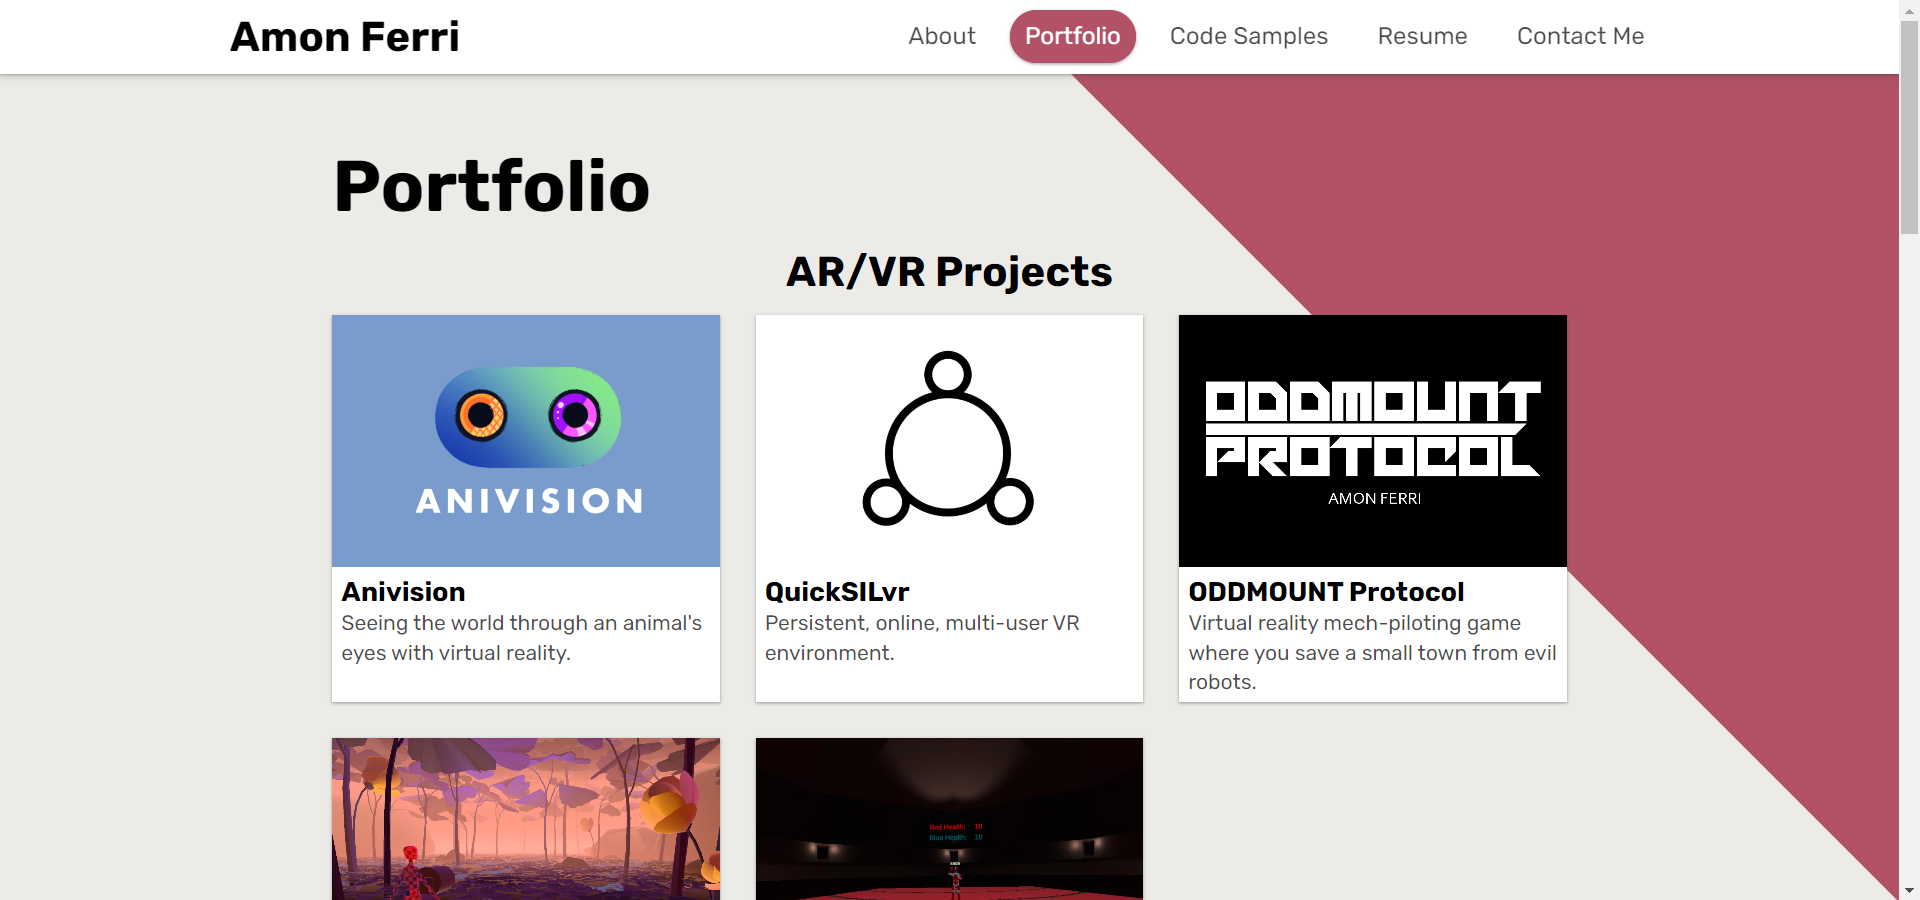 Amon Ferri
About
Portfolio
Code Samples
Resume
Contact Me
Portfolio
AR/VR Projects
ANIVISION
Anivision
Seeing the world through an animal's
eyes with virtual reality.
QuickSILvr
Persistent, online, multi-user VR
environment.
ODDMOUNT
PROTOCOL
AMON FERRI
ODDMOUNT Protocol
Virtual reality mech-piloting game
where you save a small town from evil
robots.
Red Health: 10
Blue Health: 10